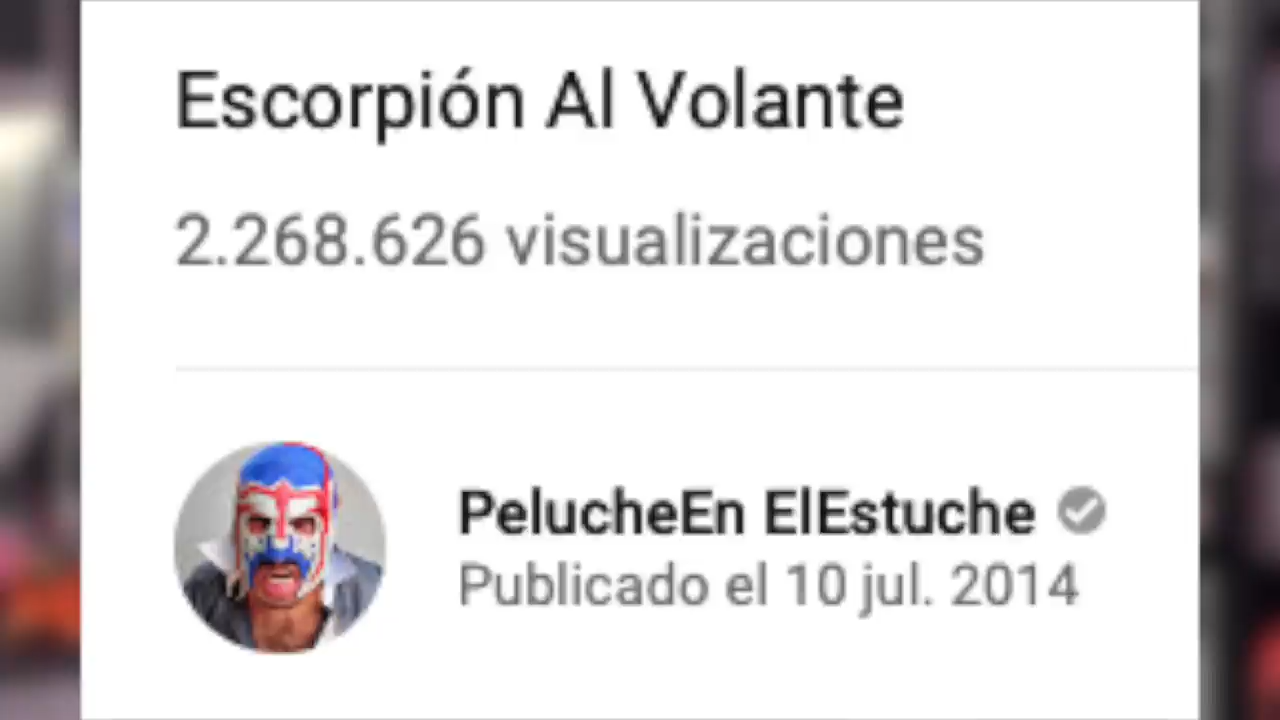 Escorpión Al Volante
2.268.626 visualizaciones
PelucheEn ElEstuche
Publicado el 10 jul. 2014